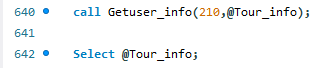 640 call Getuser_info(210,@Tour_info);
641
642 Select @Tour_info;